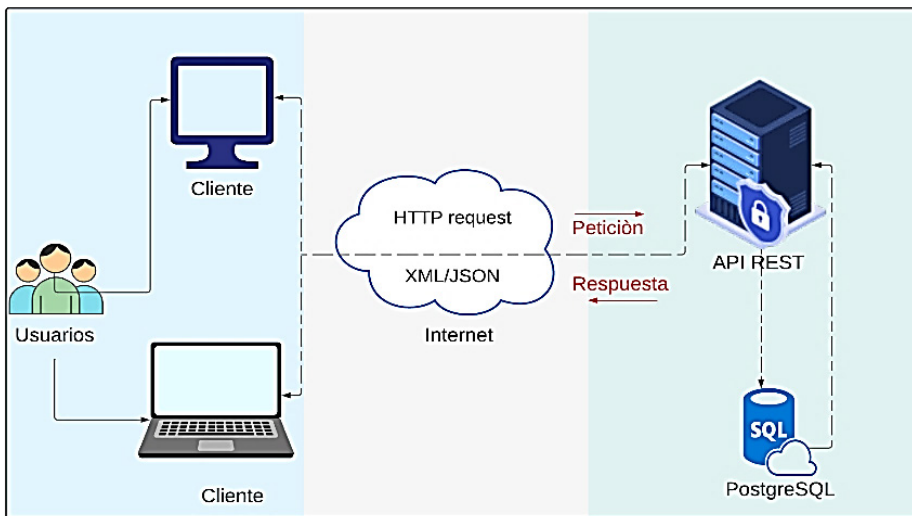 Cliente
HTTP request
Peticiòn
XML/JSON
Respuesta
API REST
Usuarios
Internet
SQL
Cliente
PostgreSQL